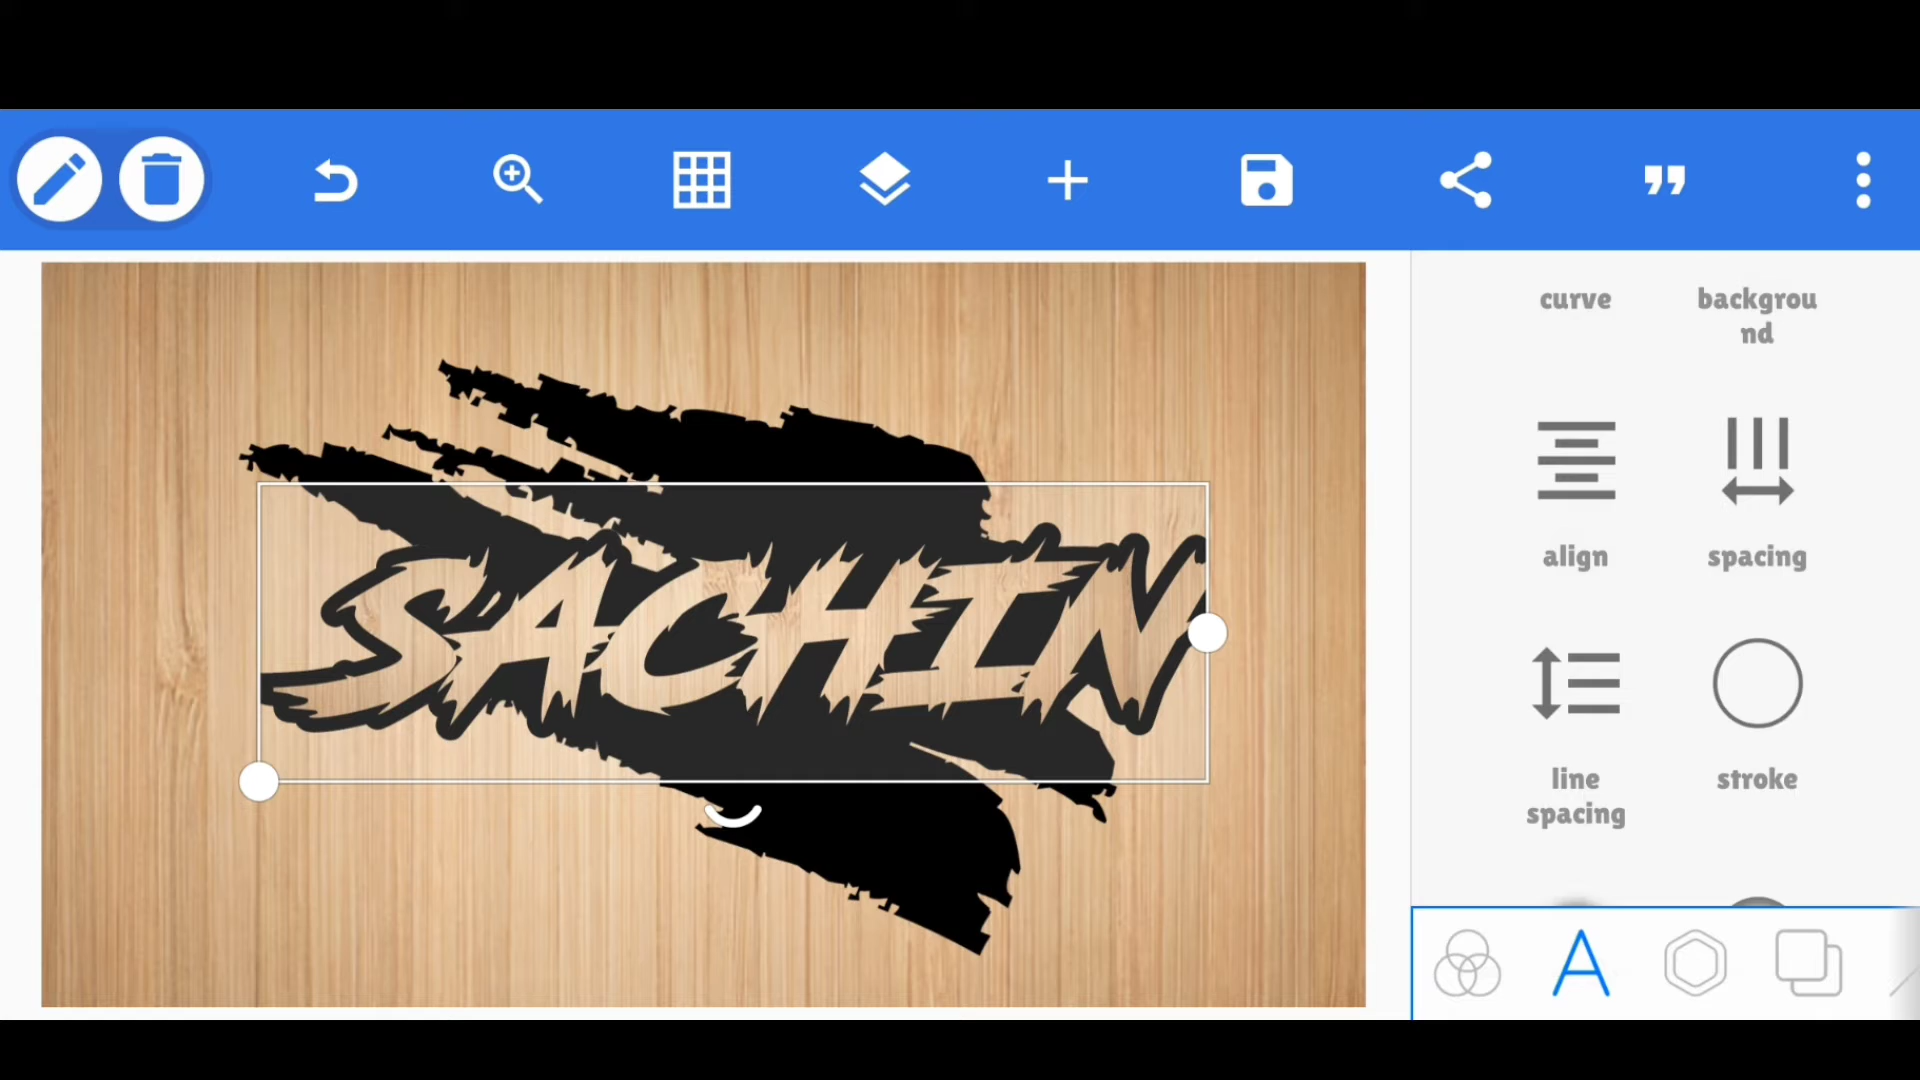 curve
backgrou
nd
SACHIN
align
spacing
line
spacing
stroke